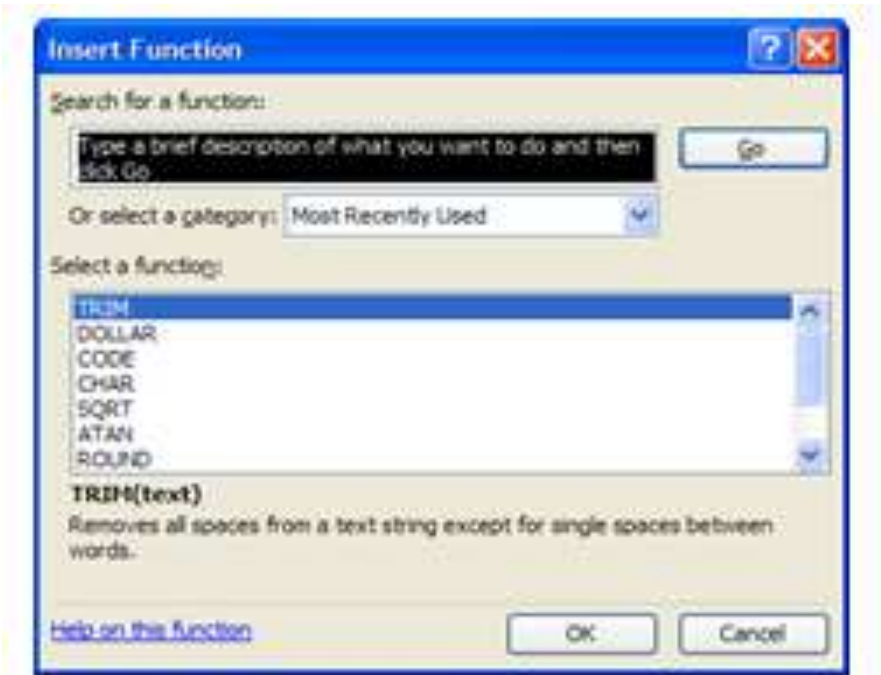 Insert Function
Search for a function:
Type a brief description of what you want to do and then
click Go
Go
Or select a category: Most Recently Used
Select a function:
TRIM
DOLLAR
CODE
CHAR
SQRT
ATAN
ROUND
TRIM(text)
Removes all spaces from a text string except for single spaces between
words.
Help on this function
OK
Cancel